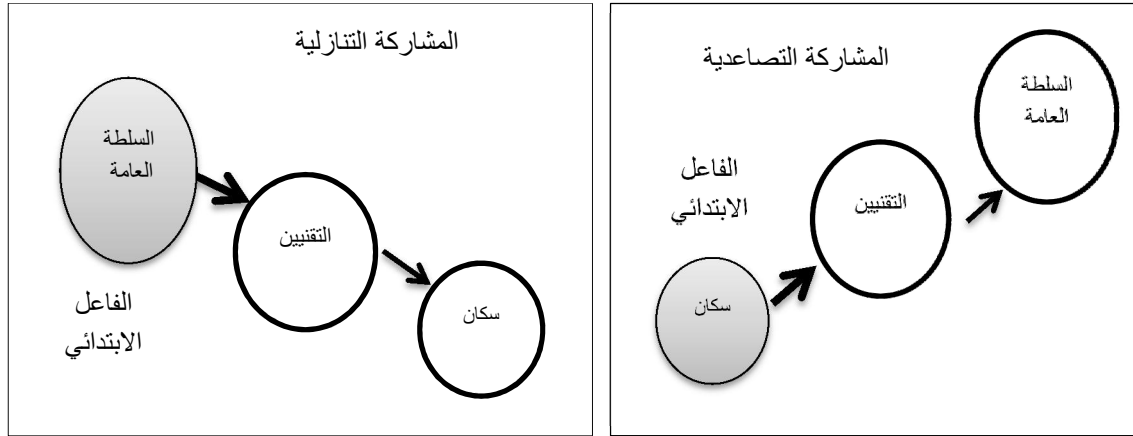 المشاركة التصاعدية
السلطة
العامة
التقنيين
الفاعل
الابتدائي
سكان
المشاركة التنازلية
السلطة
العامة
التقنيين
سكان
الفاعل
الابتدائي